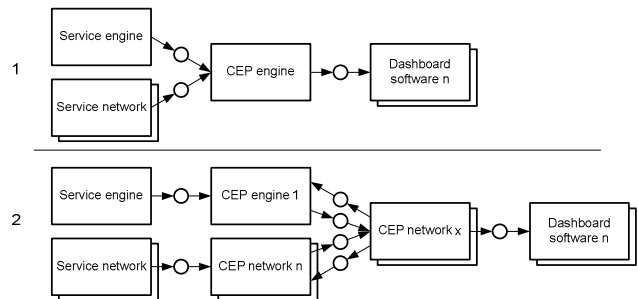 1
Service engine
Service network
CEP engine
Dashboard
software n
2
Service engine
CEP engine 1
Service network
CEP network n
CEP network x
Dashboard
software n